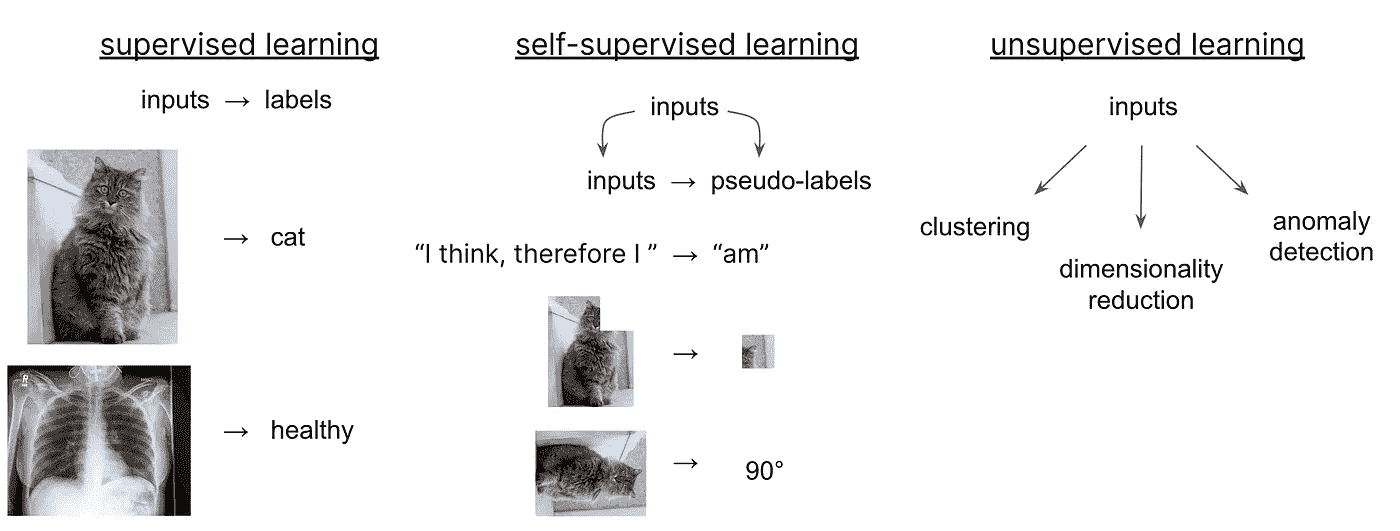 supervised learning
inputs → labels
→ cat
→ healthy
self-supervised learning
inputs
inputs → pseudo-labels
“I think, therefore I ” → “am”
→
→ 90°
unsupervised learning
inputs
clustering
dimensionality
reduction
anomaly
detection
R